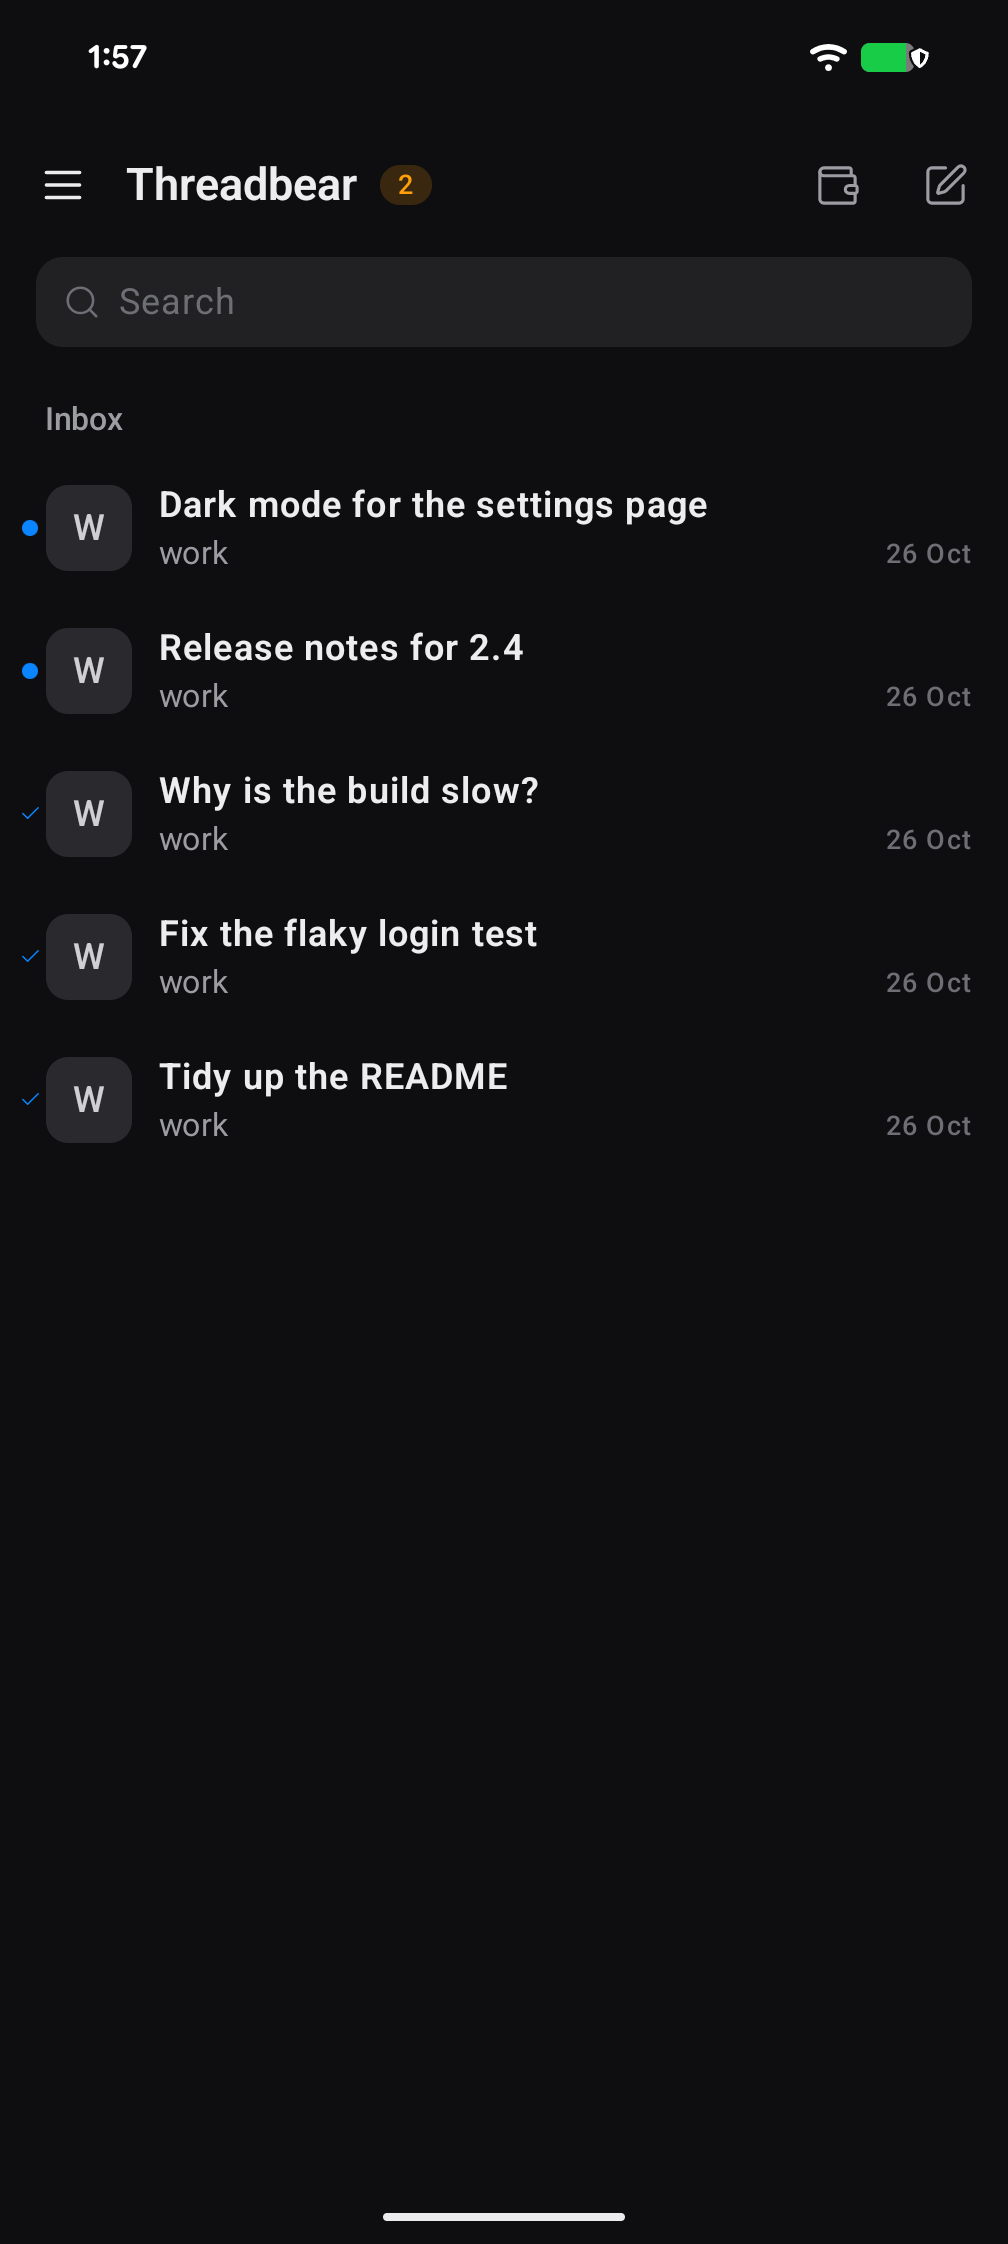 1:57
Threadbear 2
Search
Inbox
W
Dark mode for the settings page
work
26 Oct
W
Release notes for 2.4
work
26 Oct
W
Why is the build slow?
work
26 Oct
W
Fix the flaky login test
work
26 Oct
W
Tidy up the README
work
26 Oct